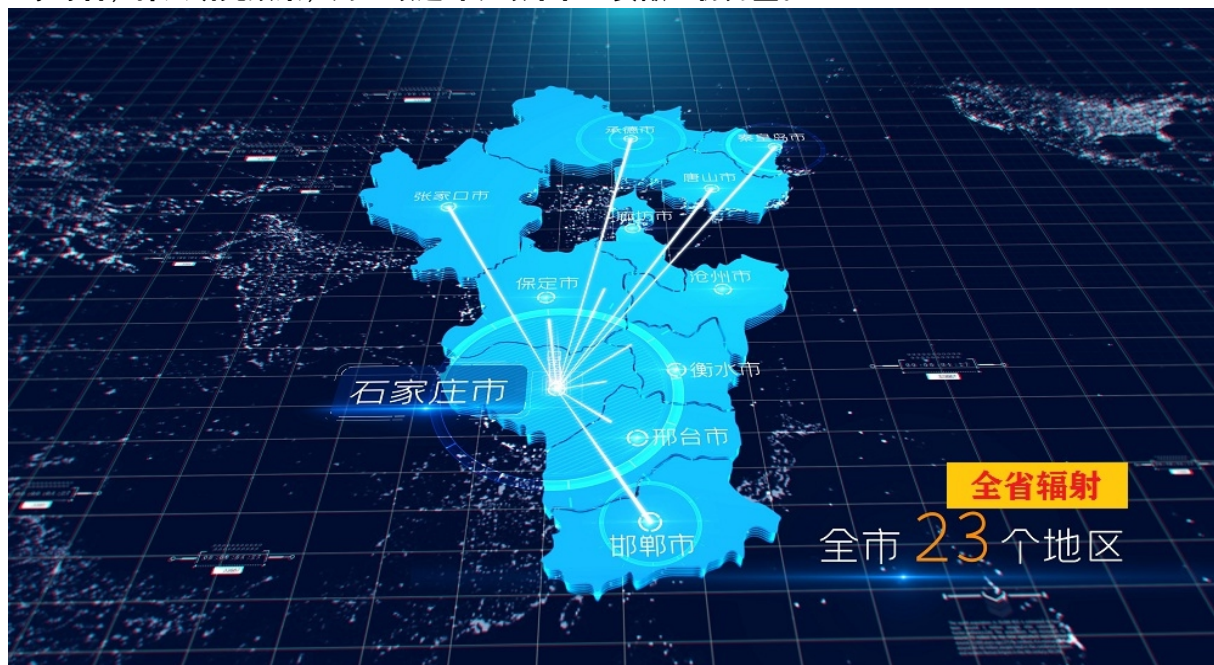 承德市
秦皇岛市
唐山市
张家口市
廊坊市
沧州市
保定市
衡水市
石家庄市
邢台市
全省辐射
邯郸市
全市23个地区